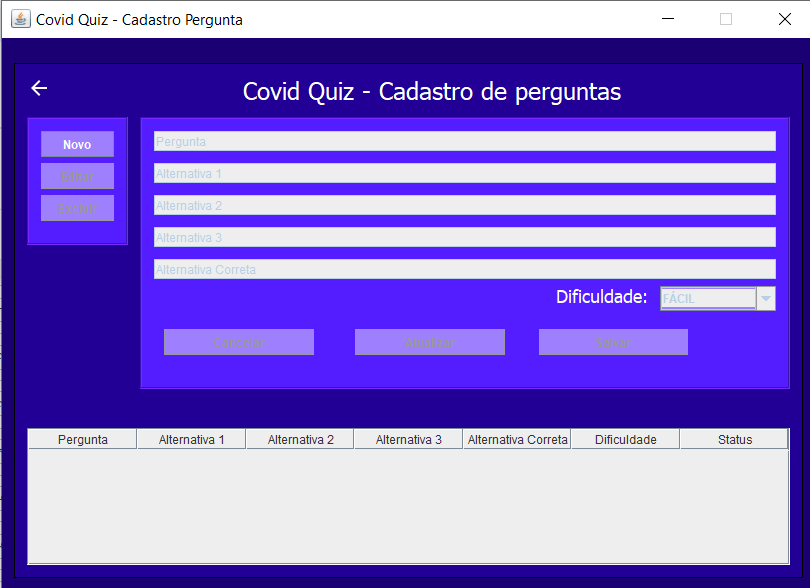 Covid Quiz - Cadastro Pergunta
Covid Quiz - Cadastro de perguntas
Novo
Editar
Excluir
Pergunta
Alternativa 1
Alternativa 2
Alternativa 3
Alternativa Correta
Dificuldade: FÁCIL
Cancelar Atualizar Salvar
Pergunta Alternativa 1 Alternativa 2 Alternativa 3 Alternativa Correta Dificuldade Status